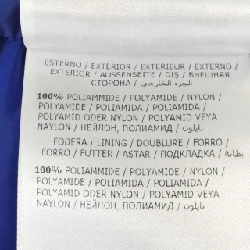 ESTERNO / EXTERIOR / EXTERIEUR / EXTERNO
/ EXTERIOR / AUSSENSEITE / DIŞ / ВНЕШНЯЯ
СТОРОНА / الجزء الخارجي
100% POLIAMMIDE / POLYAMIDE / NYLON /
POLYAMIDE / POLIAMIDA / POLIAMIDA /
POLYAMID ODER NYLON / POLYAMID VEYA
NAYLON / НЕЙЛОН, ПОЛИАМИД / نايلون
FODERA / LINING / DOUBLURE / FORRO /
FORRO / FUTTER / ASTAR / ПОДКЛАДКА / بطانة
100% POLIAMMIDE / POLYAMIDE / NYLON
/ POLYAMIDE / POLIAMIDA / POLIAMIDA /
POLYAMID ODER NYLON / POLYAMID VEYA
NAYLON / НЕЙЛОН, ПОЛИАМИД / نايلون